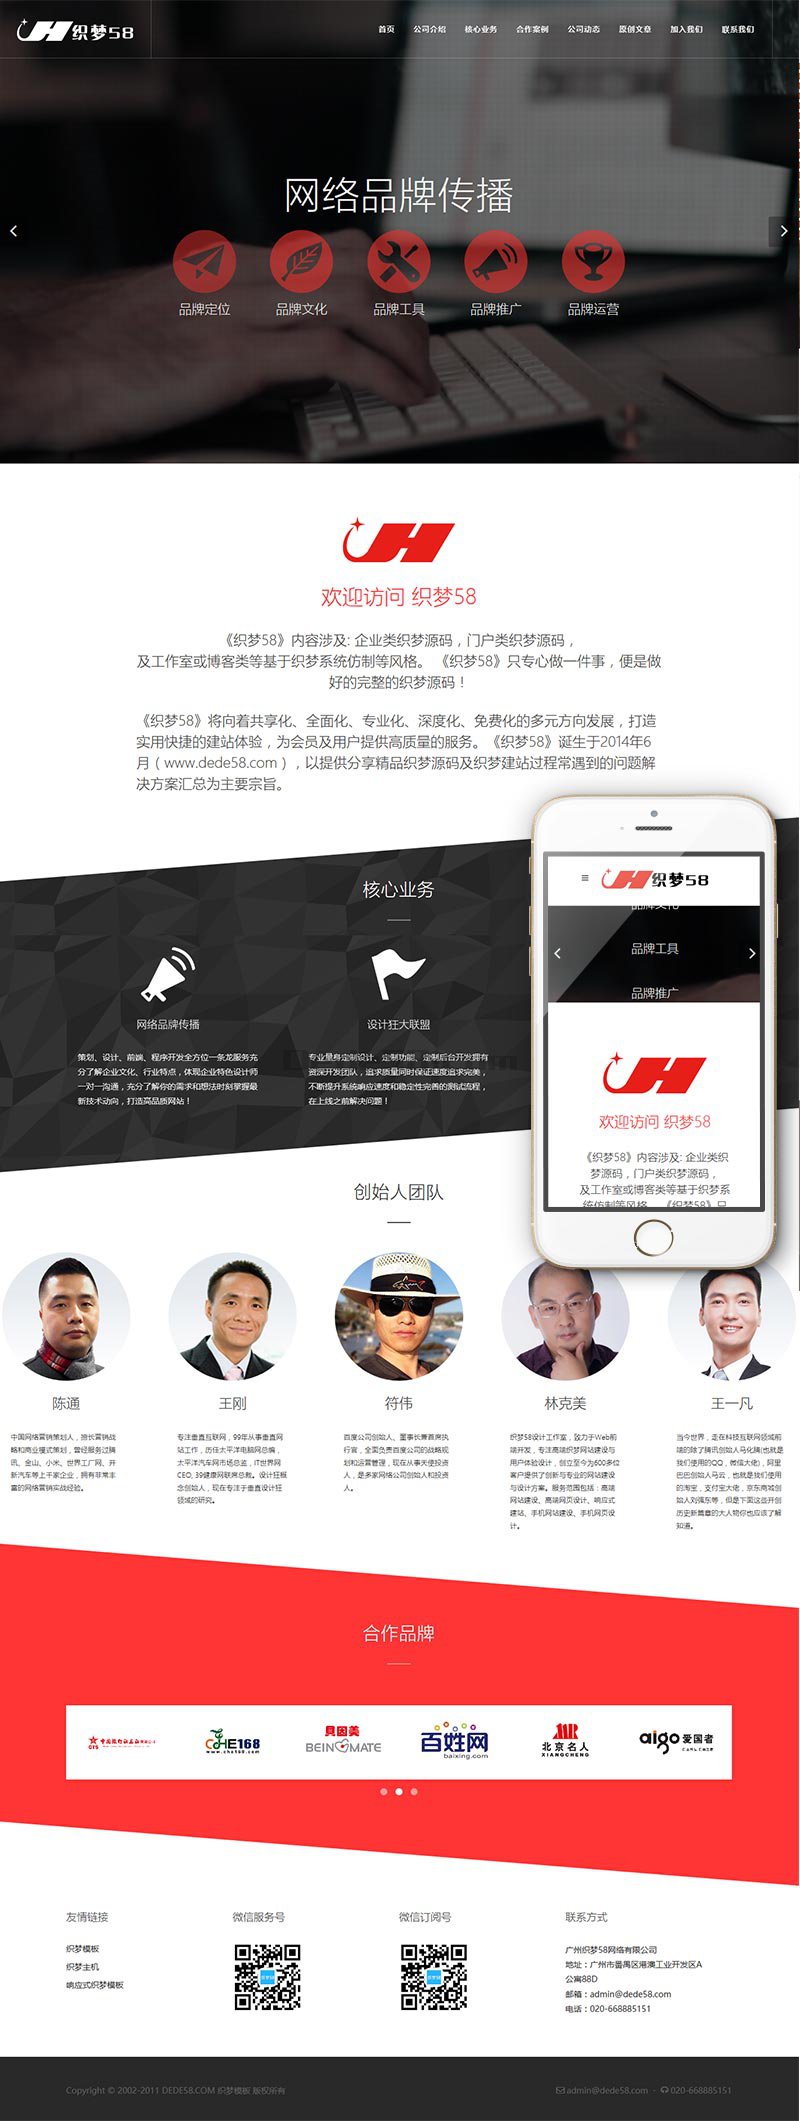 织梦58
首页 公司介绍 核心业务 合作案例 公司动态 原创文章 加入我们 联系我们
网络品牌传播
品牌定位 品牌文化 品牌工具 品牌推广 品牌运营
欢迎访问 织梦58
《织梦58》内容涉及: 企业类织梦源码，门户类织梦源码，
及工作室或博客类等基于织梦系统仿制等风格。 《织梦58》只专心做一件事，便是做
好的完整的织梦源码！
《织梦58》将向着共享化、全面化、专业化、深度化、免费化的多元方向发展，打造
实用快捷的建站体验，为会员及用户提供高质量的服务。《织梦58》诞生于2014年6
月（www.dede58.com），以提供分享精品织梦源码及织梦建站过程常遇到的问题解
决方案汇总为主要宗旨。
核心业务
网络品牌传播
策划、设计、前端、程序开发全方位一条龙服务充
分了解企业文化、行业特点，体现企业特色设计师
一对一沟通，充分了解你的需求和想法时刻掌握最
新技术动向，打造高品质网站！
设计狂大联盟
专业量身定制设计、定制功能、定制后台开发拥有
资深开发团队，追求质量同时保证速度追求完美，
不断提升系统响应速度和稳定性完善的测试流程，
在上线之前解决问题！
织梦58
品牌文化
品牌工具
品牌推广
欢迎访问 织梦58
《织梦58》内容涉及: 企业类织
梦源码，门户类织梦源码，
及工作室或博客类等基于织梦系
统仿制等风格。 《织梦58》只
创始人团队
陈通
中国网络营销策划人，擅长营销战
略和商业模式策划，曾经服务过腾
讯、金山、小米、世界工厂网、开
新汽车等上千家企业，拥有非常丰
富的网络营销实战经验。
王刚
专注垂直互联网，99年从事垂直网
站工作，历任太平洋电脑网总编，
太平洋汽车网市场总监，IT世界网
CEO, 39健康网联席总裁。设计狂概
念创始人，现在专注于垂直设计狂
领域的研究。
符伟
百度公司创始人、董事长兼首席执
行官，全面负责百度公司的战略规
划和运营管理，现在从事天使投资
人，是多家网络公司创始人和投资
人。
林克美
织梦58设计工作室，致力于Web前
端开发，专注高端织梦网站建设与
用户体验设计，创立至今为600多位
客户提供了创新与专业的网站建设
与设计方案。服务范围包括：高端
网站建设、高端网页设计、响应式
建站、手机网站建设、手机网页设
计。
王一凡
当今世界，走在科技互联网领域前
端的除了腾讯创始人马化腾(也就是
我们使用的QQ，微信大佬)，阿里
巴巴创始人马云，也就是我们使用
的淘宝，支付宝大佬，京东商城创
始人刘强东等，但是下面这些开创
历史新篇章的大人物你也应该了解
知道。
合作品牌
CHE168
www.che168.com
贝因美
BEINGMATE
百姓网
baixing.com
北京名人
XIANGCHENG
aigo 爱国者
友情链接
织梦模板
织梦主机
响应式织梦模板
微信服务号
微信订阅号
联系方式
广州织梦58网络有限公司
地址：广州市番禺区港澳工业开发区A
公寓88D
邮箱：admin@dede58.com
电话：020-668885151
Copyright © 2002-2011 DEDE58.COM 织梦模板 版权所有
admin@dede58.com - 020-668885151